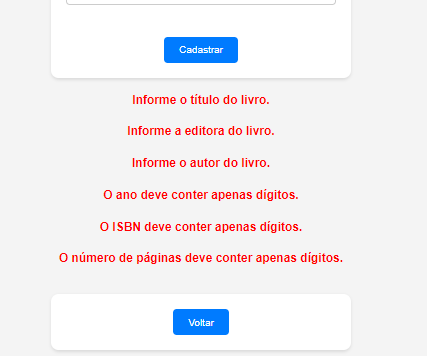 Cadastrar
Informe o título do livro.
Informe a editora do livro.
Informe o autor do livro.
O ano deve conter apenas dígitos.
O ISBN deve conter apenas dígitos.
O número de páginas deve conter apenas dígitos.
Voltar